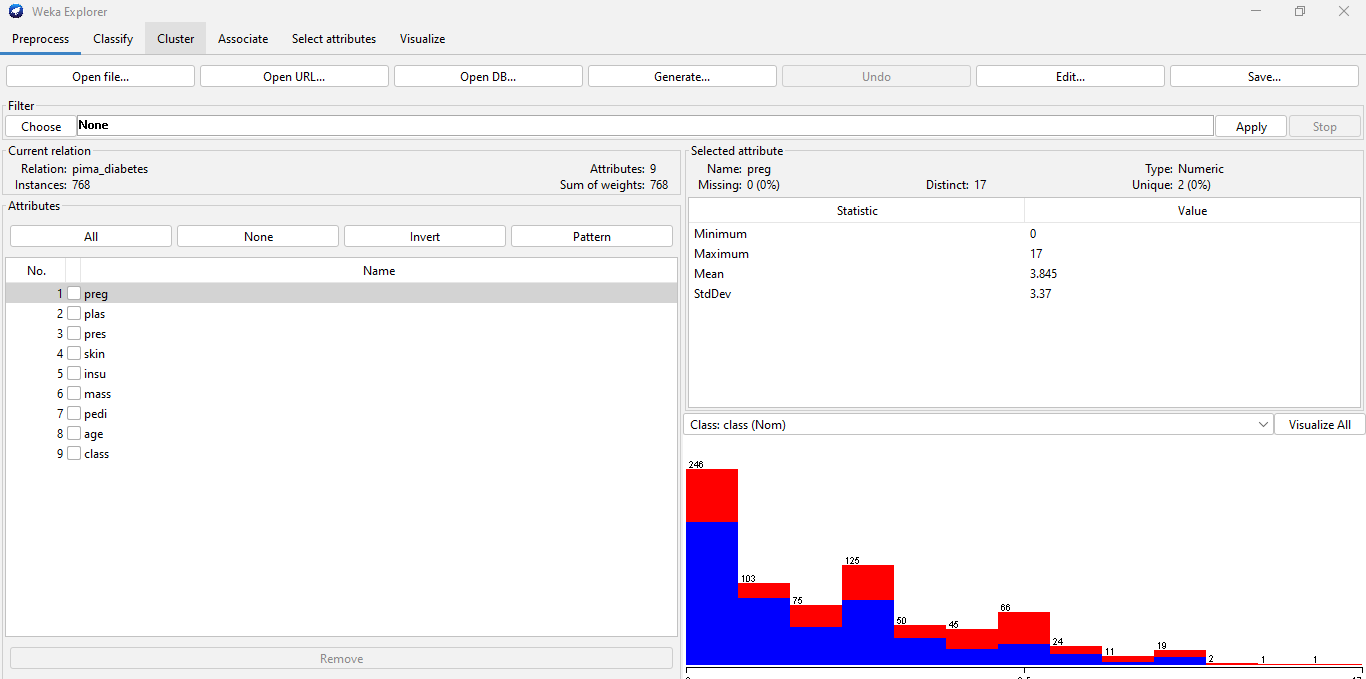 Weka Explorer
Preprocess Classify Cluster Associate Select attributes Visualize
Open file... Open URL... Open DB... Generate... Undo Edit... Save...
Filter
Choose None Apply Stop
Current relation
Relation: pima_diabetes Attributes: 9
Instances: 768 Sum of weights: 768
Attributes
All None Invert Pattern
No. Name
1 preg
2 plas
3 pres
4 skin
5 insu
6 mass
7 pedi
8 age
9 class
Remove
Selected attribute
Name: preg Type: Numeric
Missing: 0 (0%) Distinct: 17 Unique: 2 (0%)
Statistic Value
Minimum 0
Maximum 17
Mean 3.845
StdDev 3.37
Class: class (Nom) Visualize All
246
103
75
125
50
45
66
24
11
19
2
1
1